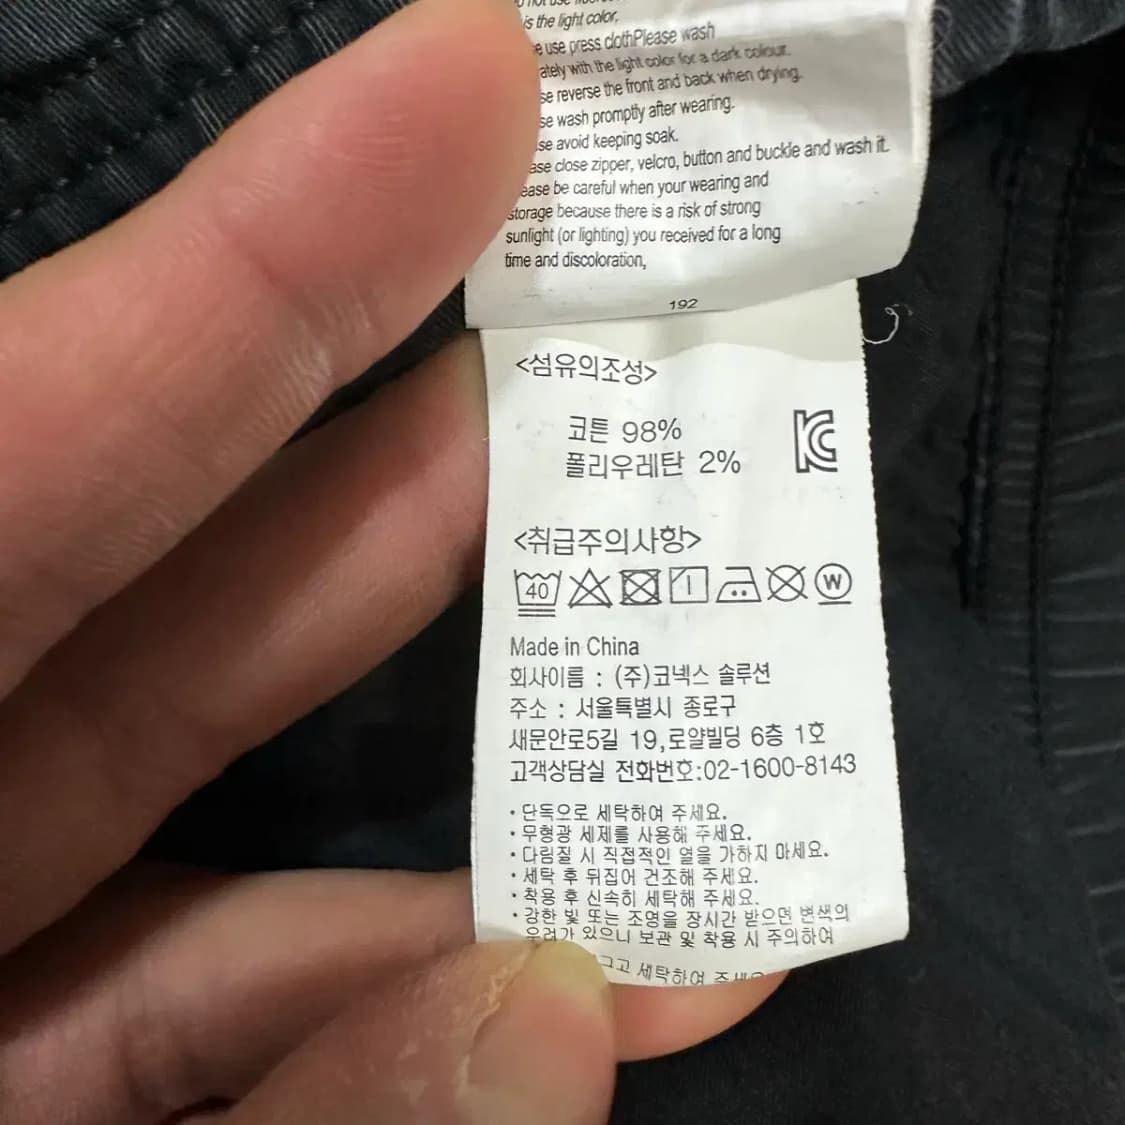 is the light color,
use press clothPlease wash
ately with the light color for a dark colour.
se reverse the front and back when drying.
se wash promptly after wearing.
se avoid keeping soak.
ase close zipper, velcro, button and buckle and wash it.
ease be careful when your wearing and
storage because there is a risk of strong
sunlight (or lighting) you received for a long
time and discoloration,
192
<섬유의조성>
코튼 98%
폴리우레탄 2%
<취급주의사항>
40 W
Made in China
회사이름 : (주)코넥스 솔루션
주소 : 서울특별시 종로구
새문안로5길 19,로얄빌딩 6층 1호
고객상담실 전화번호:02-1600-8143
· 단독으로 세탁하여 주세요.
· 무형광 세제를 사용해 주세요.
· 다림질 시 직접적인 열을 가하지 마세요.
· 세탁 후 뒤집어 건조해 주세요.
· 착용 후 신속히 세탁해 주세요.
· 강한 빛 또는 조명을 장시간 받으면 변색의
우려가 있으니 보관 및 착용 시 주의하여
그고 세탁하여 주세요